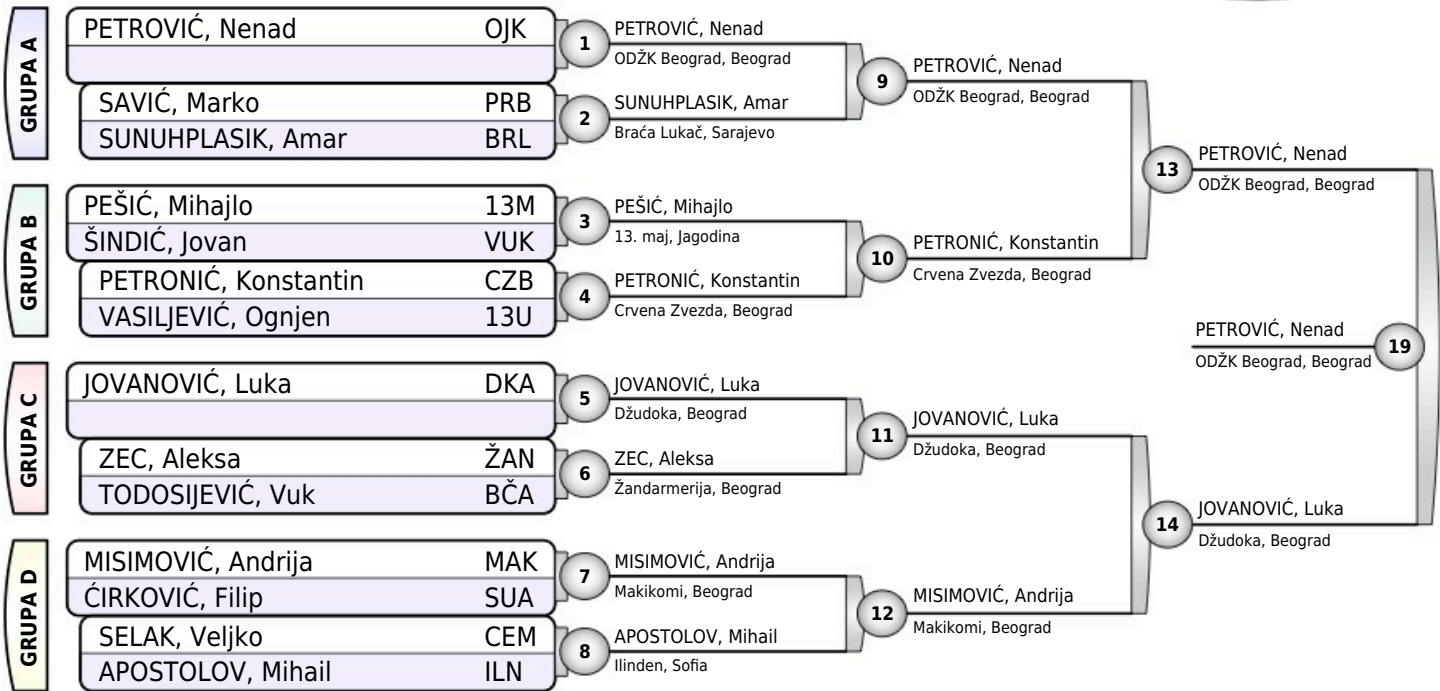 GRUPA A
PETROVIĆ, Nenad OJK
SAVIĆ, Marko PRB
SUNUHPLASIK, Amar BRL
GRUPA B
PEŠIĆ, Mihajlo 13M
ŠINDIĆ, Jovan VUK
PETRONIĆ, Konstantin CZB
VASILJEVIĆ, Ognjen 13U
GRUPA C
JOVANOVIĆ, Luka DKA
ZEC, Aleksa ŽAN
TODOSIJEVIĆ, Vuk BČA
GRUPA D
MISIMOVIĆ, Andrija MAK
ĆIRKOVIĆ, Filip SUA
SELAK, Veljko CEM
APOSTOLOV, Mihail ILN
1 PETROVIĆ, Nenad
ODŽK Beograd, Beograd
2 SUNUHPLASIK, Amar
Braća Lukač, Sarajevo
3 PEŠIĆ, Mihajlo
13. maj, Jagodina
4 PETRONIĆ, Konstantin
Crvena Zvezda, Beograd
5 JOVANOVIĆ, Luka
Džudoka, Beograd
6 ZEC, Aleksa
Žandarmerija, Beograd
7 MISIMOVIĆ, Andrija
Makikomi, Beograd
8 APOSTOLOV, Mihail
Ilinden, Sofia
9 PETROVIĆ, Nenad
ODŽK Beograd, Beograd
10 PETRONIĆ, Konstantin
Crvena Zvezda, Beograd
11 JOVANOVIĆ, Luka
Džudoka, Beograd
12 MISIMOVIĆ, Andrija
Makikomi, Beograd
13 PETROVIĆ, Nenad
ODŽK Beograd, Beograd
14 JOVANOVIĆ, Luka
Džudoka, Beograd
PETROVIĆ, Nenad
ODŽK Beograd, Beograd 19